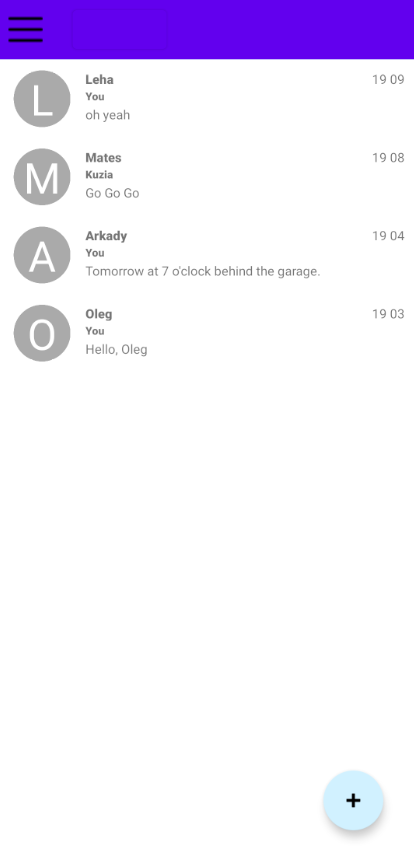 L
Leha
19 09
You
oh yeah
M
Mates
19 08
Kuzia
Go Go Go
A
Arkady
19 04
You
Tomorrow at 7 o'clock behind the garage.
O
Oleg
19 03
You
Hello, Oleg
+